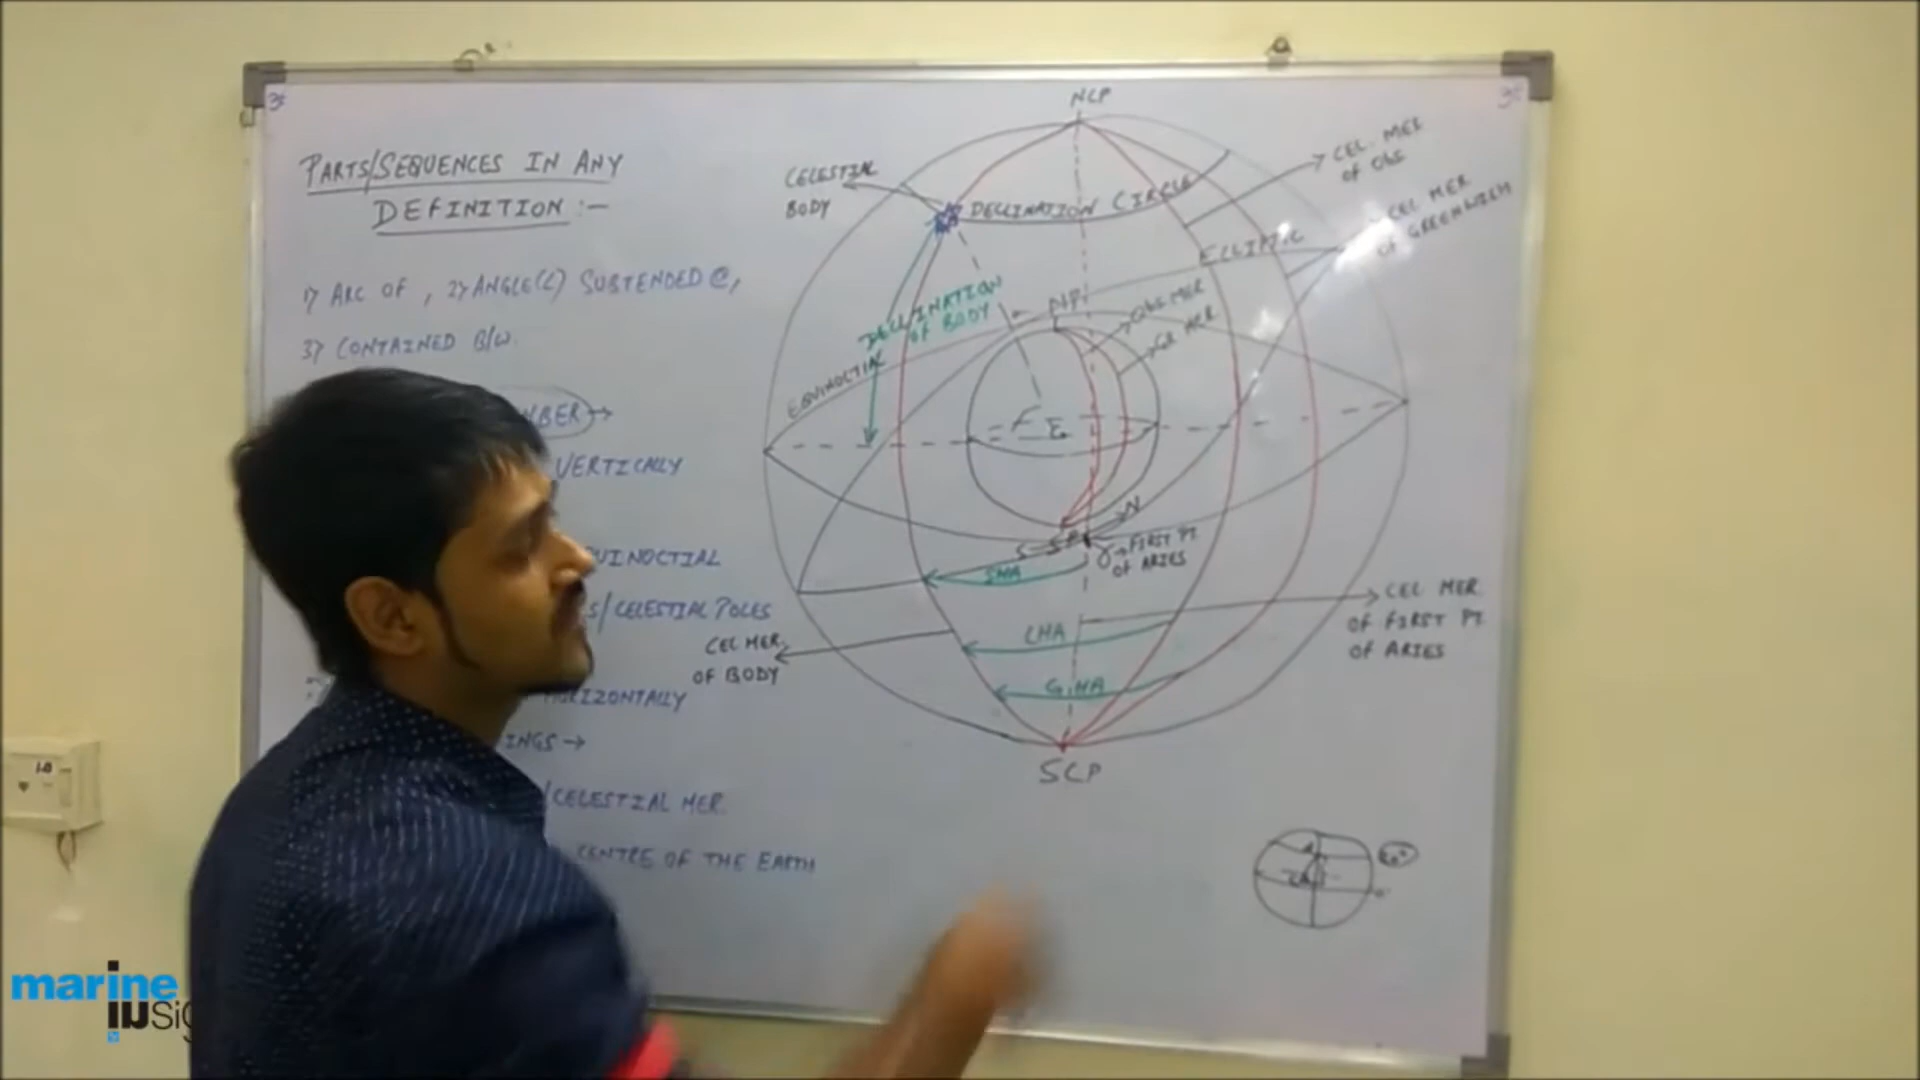 PARTS/SEQUENCES IN ANY
DEFINITION :-
1) ARC OF , 2) ANGLE(∠) SUBTENDED @,
3) CONTAINED B/W.
VERTICALLY
/CELESTIAL POLES
HORIZONTALLY
/CELESTIAL MER.
CENTRE OF THE EARTH
NCP
CELESTIAL
BODY
DECLINATION CIRCLE
CEL. MER
of Obs
CEL MER
of GREENWICH
ECLIPTIC
DECLINATION
of BODY
EQUINOCTIAL
NP
Obs MER
GR MER
E
N
S
SP
FIRST PT
of ARIES
SHA
LHA
GHA
CEL MER
OF BODY
CEL MER
OF FIRST PT
OF ARIES
SCP
marine